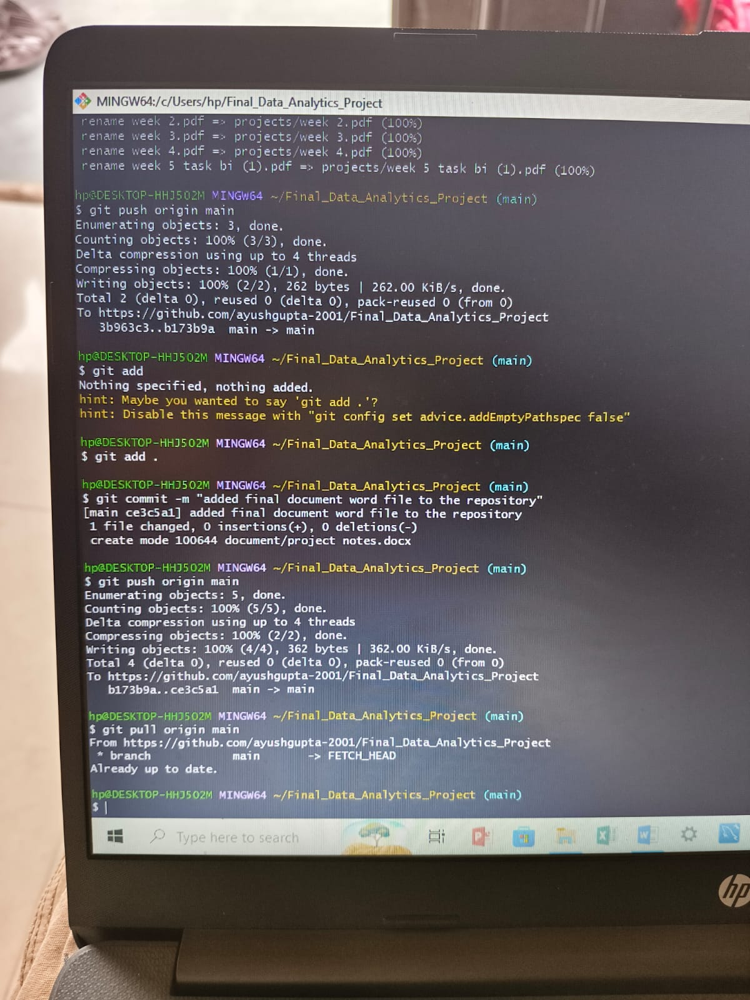 MINGW64:/c/Users/hp/Final_Data_Analytics_Project
rename week 2.pdf => projects/week 2.pdf (100%)
rename week 3.pdf => projects/week 3.pdf (100%)
rename week 4.pdf => projects/week 4.pdf (100%)
rename week 5 task bi (1).pdf => projects/week 5 task bi (1).pdf (100%)
hp@DESKTOP-HHJ502M MINGW64 ~/Final_Data_Analytics_Project (main)
$ git push origin main
Enumerating objects: 3, done.
Counting objects: 100% (3/3), done.
Delta compression using up to 4 threads
Compressing objects: 100% (1/1), done.
Writing objects: 100% (2/2), 262 bytes | 262.00 KiB/s, done.
Total 2 (delta 0), reused 0 (delta 0), pack-reused 0 (from 0)
To https://github.com/ayushgupta-2001/Final_Data_Analytics_Project
3b963c3..b173b9a main -> main
hp@DESKTOP-HHJ502M MINGW64 ~/Final_Data_Analytics_Project (main)
$ git add
Nothing specified, nothing added.
hint: Maybe you wanted to say 'git add .'?
hint: Disable this message with "git config set advice.addEmptyPathspec false"
hp@DESKTOP-HHJ502M MINGW64 ~/Final_Data_Analytics_Project (main)
$ git add .
hp@DESKTOP-HHJ502M MINGW64 ~/Final_Data_Analytics_Project (main)
$ git commit -m "added final document word file to the repository"
[main ce3c5a1] added final document word file to the repository
1 file changed, 0 insertions(+), 0 deletions(-)
create mode 100644 document/project notes.docx
hp@DESKTOP-HHJ502M MINGW64 ~/Final_Data_Analytics_Project (main)
$ git push origin main
Enumerating objects: 5, done.
Counting objects: 100% (5/5), done.
Delta compression using up to 4 threads
Compressing objects: 100% (2/2), done.
Writing objects: 100% (4/4), 362 bytes | 362.00 KiB/s, done.
Total 4 (delta 0), reused 0 (delta 0), pack-reused 0 (from 0)
To https://github.com/ayushgupta-2001/Final_Data_Analytics_Project
b173b9a..ce3c5a1 main -> main
hp@DESKTOP-HHJ502M MINGW64 ~/Final_Data_Analytics_Project (main)
$ git pull origin main
From https://github.com/ayushgupta-2001/Final_Data_Analytics_Project
* branch main -> FETCH_HEAD
Already up to date.
hp@DESKTOP-HHJ502M MINGW64 ~/Final_Data_Analytics_Project (main)
$
Type here to search
P
X
W
hp